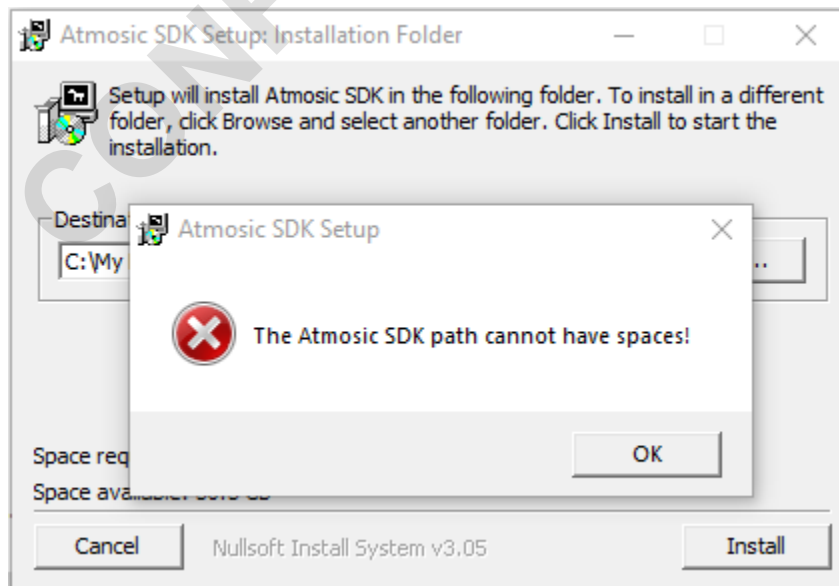 Atmosic SDK Setup: Installation Folder
Setup will install Atmosic SDK in the following folder. To install in a different
folder, click Browse and select another folder. Click Install to start the
installation.
C:\My
Atmosic SDK Setup
..
The Atmosic SDK path cannot have spaces!
OK
Space
Space
Cancel
Nullsoft Install System v3.05
Install